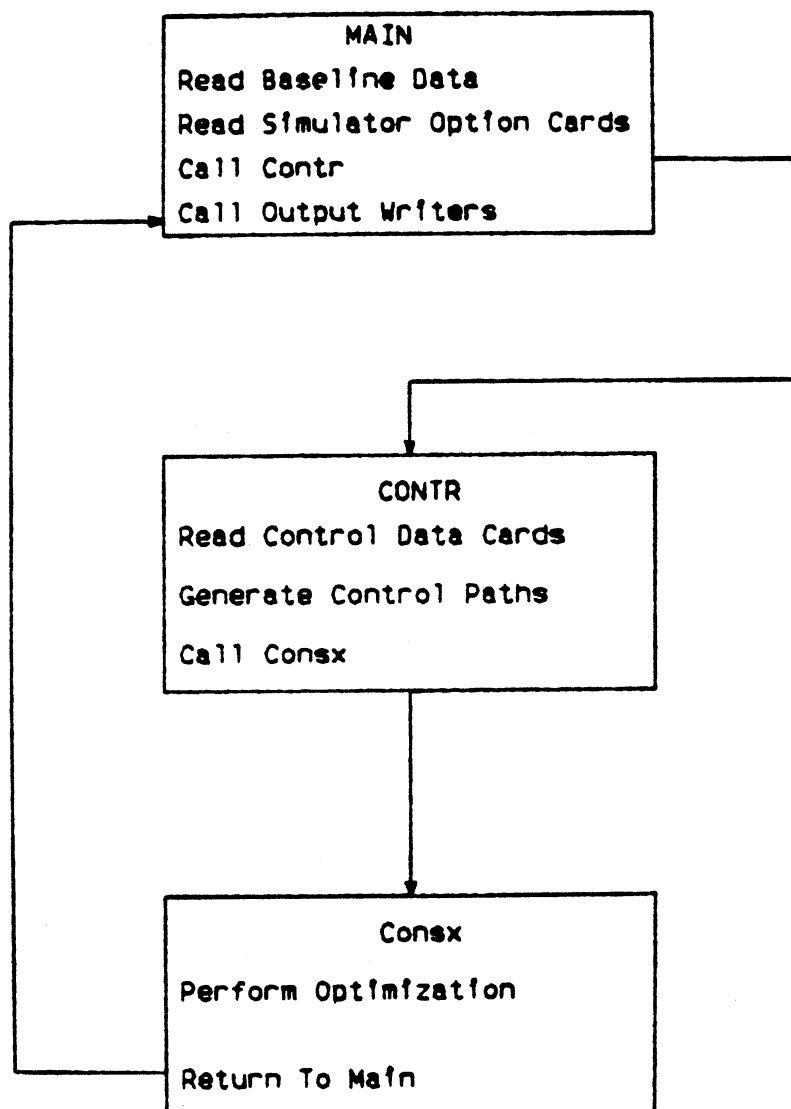 MAIN
Read Baseline Data
Read Simulator Option Cards
Call Contr
Call Output Writers
CONTR
Read Control Data Cards
Generate Control Paths
Call Consx
Consx
Perform Optimization
Return To Main